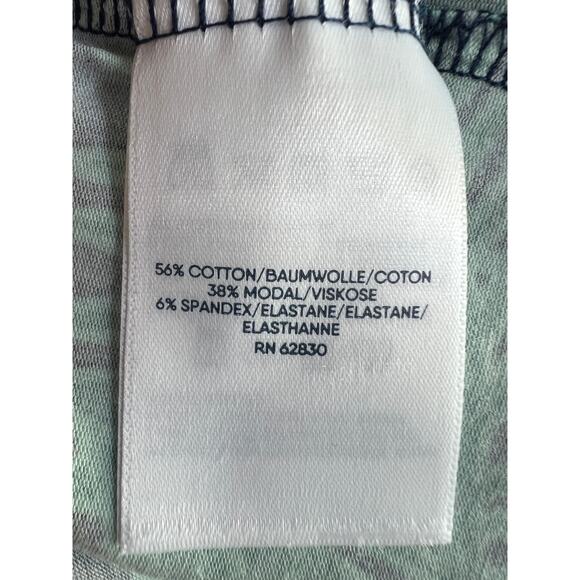 56% COTTON/BAUMWOLLE/COTON
38% MODAL/VISKOSE
6% SPANDEX/ELASTANE/ELASTANE/
ELASTHANNE
RN 62830